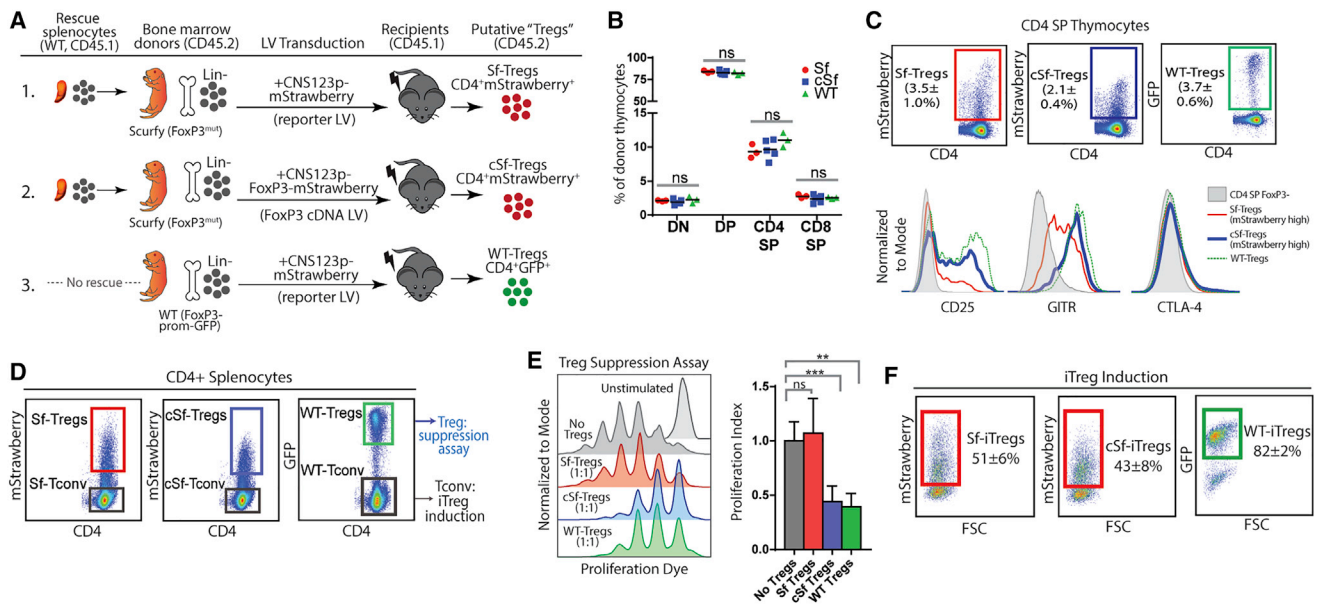 A
Rescue splenocytes (WT, CD45.1)
Bone marrow donors (CD45.2)
LV Transduction
Recipients (CD45.1)
Putative “Tregs” (CD45.2)
1.
Lin-
Scurfy (FoxP3mut)
+CNS123p-
mStrawberry
(reporter LV)
Sf-Tregs
CD4+mStrawberry+
2.
Lin-
Scurfy (FoxP3mut)
+CNS123p-
FoxP3-mStrawberry
(FoxP3 cDNA LV)
cSf-Tregs
CD4+mStrawberry+
3.
No rescue
Lin-
WT (FoxP3-
prom-GFP)
+CNS123p-
mStrawberry
(reporter LV)
WT-Tregs
CD4+GFP+
B
% of donor thymocytes
100
75
50
15
10
5
0
ns
ns
ns
ns
Sf
cSf
WT
DN
DP
CD4
SP
CD8
SP
C
CD4 SP Thymocytes
mStrawberry
Sf-Tregs
(3.5±
1.0%)
CD4
mStrawberry
cSf-Tregs
(2.1±
0.4%)
CD4
GFP
WT-Tregs
(3.7±
0.6%)
CD4
Normalized
to Mode
CD25
GITR
CTLA-4
CD4 SP FoxP3-
Sf-Tregs
(mStrawberry high)
cSf-Tregs
(mStrawberry high)
WT-Tregs
D
CD4+ Splenocytes
mStrawberry
Sf-Tregs
Sf-Tconv
CD4
mStrawberry
cSf-Tregs
cSf-Tconv
CD4
GFP
WT-Tregs
WT-Tconv
CD4
Treg:
suppression
assay
Tconv:
iTreg
induction
E
Treg Suppression Assay
Normalized to Mode
Unstimulated
No
Tregs
Sf-Tregs
(1:1)
cSf-Tregs
(1:1)
WT-Tregs
(1:1)
Proliferation Dye
Proliferation Index
1.5
1.0
0.5
0.0
**
***
ns
No Tregs
Sf Tregs
cSf Tregs
WT Tregs
F
iTreg Induction
mStrawberry
Sf-iTregs
51±6%
FSC
mStrawberry
cSf-iTregs
43±8%
FSC
GFP
WT-iTregs
82±2%
FSC